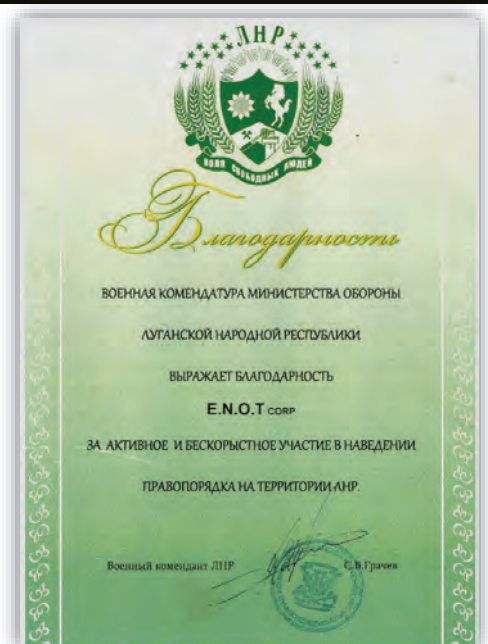 ЛНР
ВОЛЯ СВОБОДНЫХ ЛЮДЕЙ
Благодарность
ВОЕННАЯ КОМЕНДАТУРА МИНИСТЕРСТВА ОБОРОНЫ
ЛУГАНСКОЙ НАРОДНОЙ РЕСПУБЛИКИ
ВЫРАЖАЕТ БЛАГОДАРНОСТЬ
E.N.O.T CORP
ЗА АКТИВНОЕ И БЕСКОРЫСТНОЕ УЧАСТИЕ В НАВЕДЕНИИ
ПРАВОПОРЯДКА НА ТЕРРИТОРИИ ЛНР.
Военный комендант ЛНР С.В.Грачев